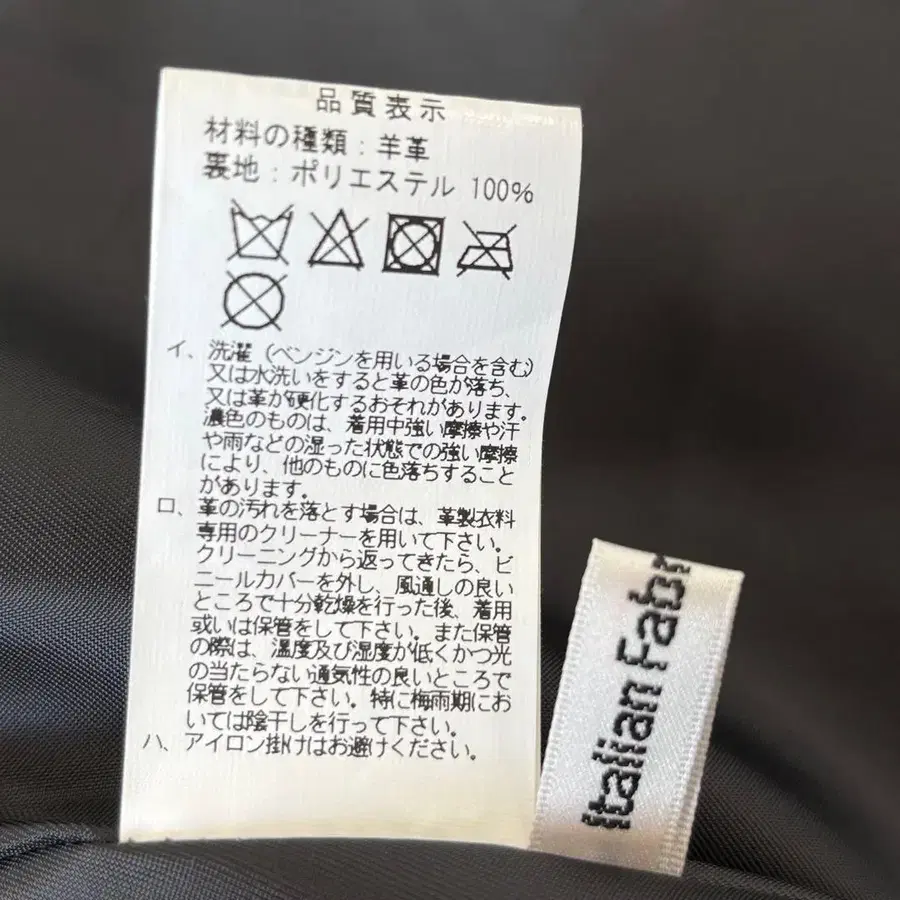 品質表示
材料の種類：羊革
裏地：ポリエステル 100%
イ、洗濯（ベンジンを用いる場合を含む）
又は水洗いをすると革の色が落ち、
又は革が硬化するおそれがあります。
濃色のものは、着用中強い摩擦や汗
や雨などの湿った状態での強い摩擦
により、他のものに色落ちすること
があります。
ロ、革の汚れを落とす場合は、革製衣料
専用のクリーナーを用いて下さい。
クリーニングから返ってきたら、ビ
ニールカバーを外し、風通しの良い
ところで十分乾燥を行った後、着用
或いは保管をして下さい。また保管
の際は、温度及び湿度が低くかつ光
の当たらない通気性の良いところで
保管をして下さい。特に梅雨期にお
いては陰干しを行って下さい。
ハ、アイロン掛けはお避けください。
Italian Fabr